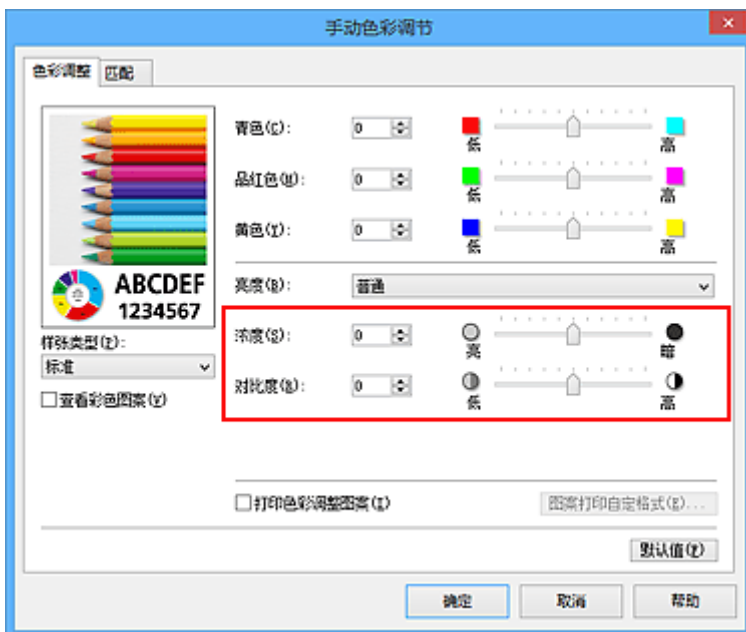 手动色彩调节
色彩调整 匹配
青色(C): 0 低 高
品红色(M): 0 低 高
黄色(Y): 0 低 高
ABCDEF
1234567
亮度(B): 普通
浓度(S): 0 亮 暗
样张类型(P):
标准
对比度(R): 0 低 高
查看彩色图案(V)
打印色彩调整图案(I) 图案打印自定格式(E)...
默认值(F)
确定 取消 帮助